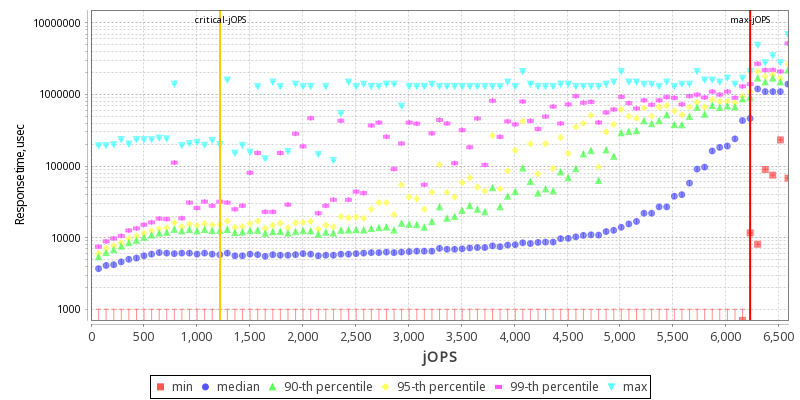 critical-jOPS
max-jOPS
10000000
1000000
100000
10000
1000
Response time, usec
0 500 1,000 1,500 2,000 2,500 3,000 3,500 4,000 4,500 5,000 5,500 6,000 6,500
jOPS
min median 90-th percentile 95-th percentile 99-th percentile max